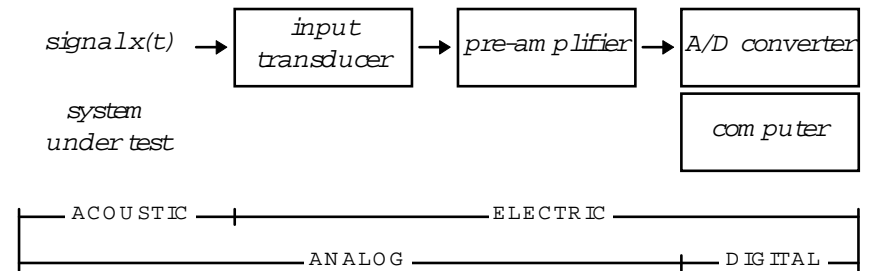 signal x(t)
input
transducer
pre-amplifier
A/D converter
system
under test
computer
ACOUSTIC
ELECTRIC
ANALOG
DIGITAL